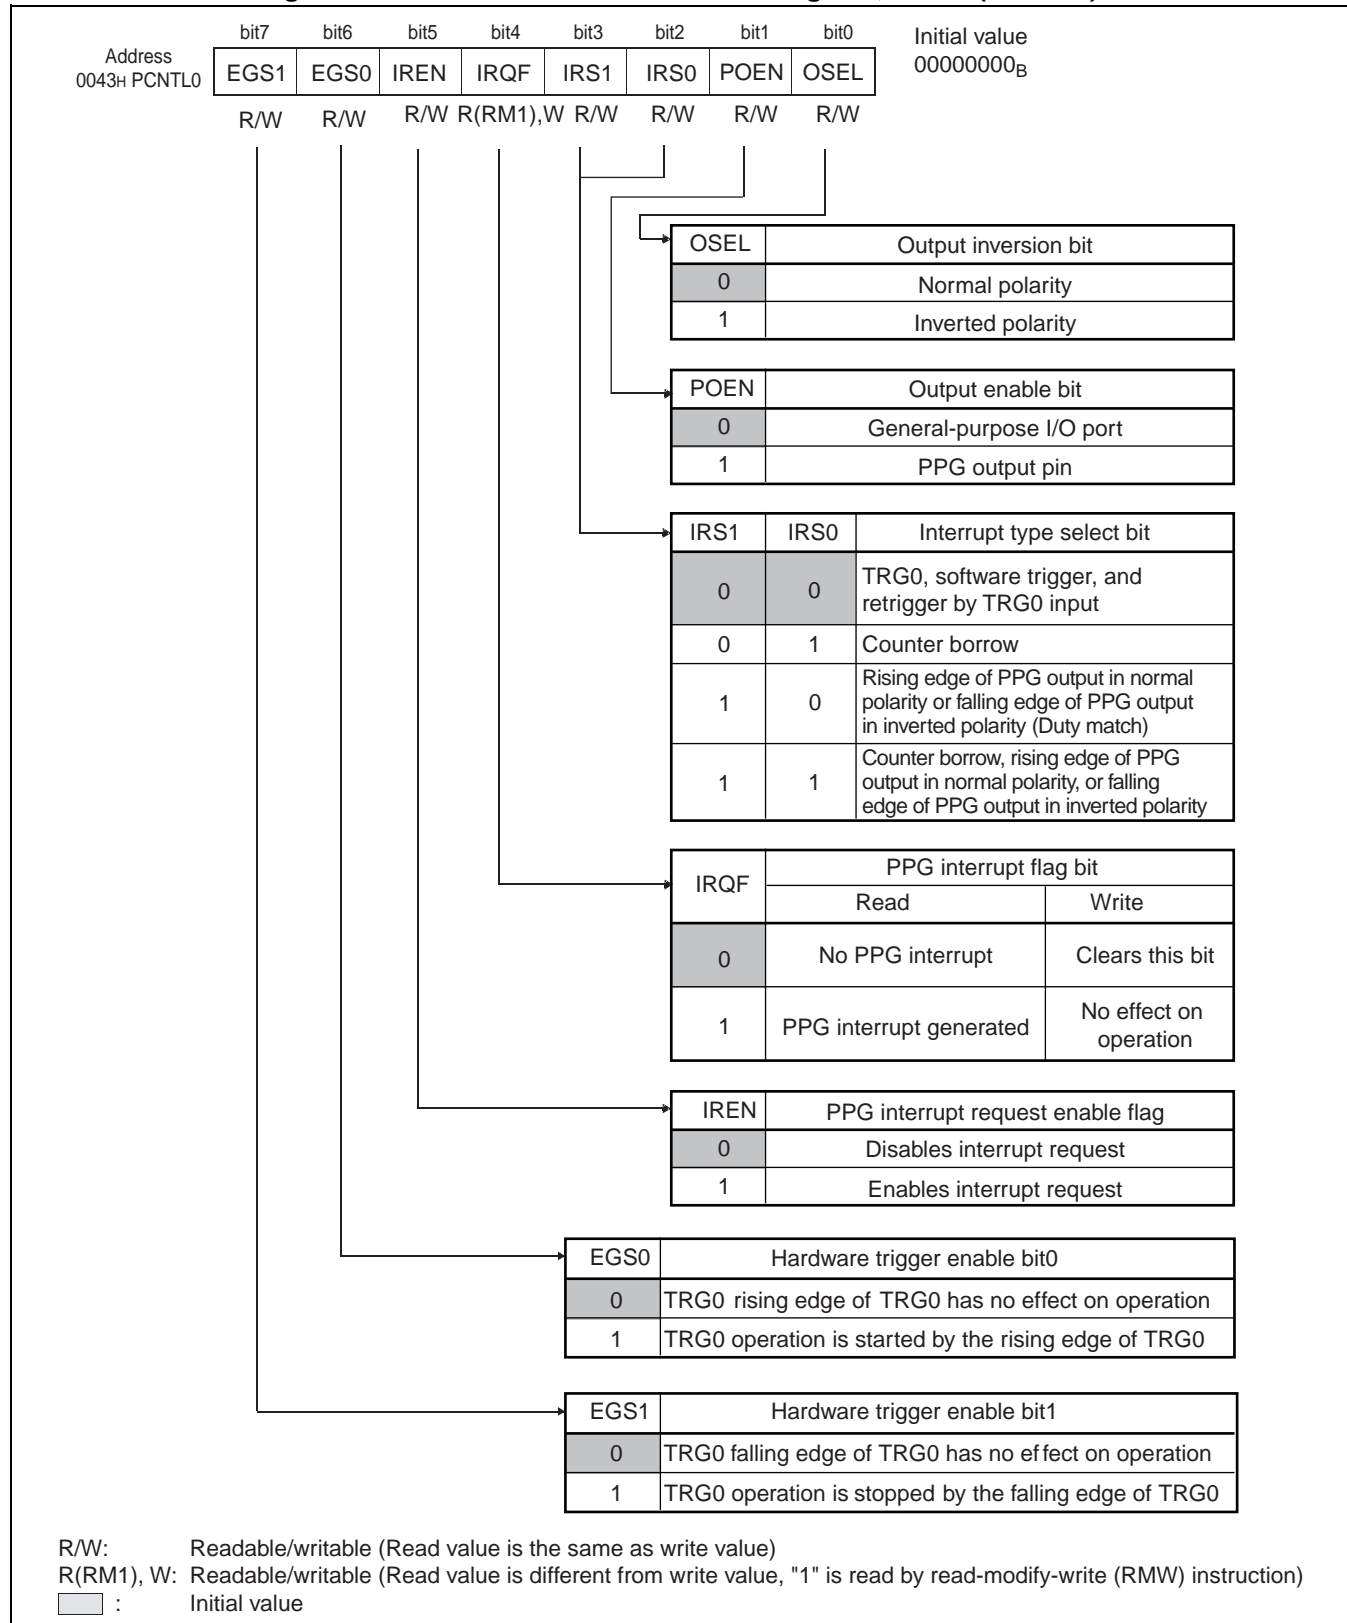 bit7 bit6 bit5 bit4 bit3 bit2 bit1 bit0 Initial value
Address
0043H PCNTL0 EGS1 EGS0 IREN IRQF IRS1 IRS0 POEN OSEL 00000000B
R/W R/W R/W R(RM1),W R/W R/W R/W R/W
OSEL Output inversion bit
0 Normal polarity
1 Inverted polarity
POEN Output enable bit
0 General-purpose I/O port
1 PPG output pin
IRS1 IRS0 Interrupt type select bit
0 0 TRG0, software trigger, and
retrigger by TRG0 input
0 1 Counter borrow
1 0 Rising edge of PPG output in normal
polarity or falling edge of PPG output
in inverted polarity (Duty match)
1 1 Counter borrow, rising edge of PPG
output in normal polarity, or falling
edge of PPG output in inverted polarity
IRQF PPG interrupt flag bit
Read Write
0 No PPG interrupt Clears this bit
1 PPG interrupt generated No effect on
operation
IREN PPG interrupt request enable flag
0 Disables interrupt request
1 Enables interrupt request
EGS0 Hardware trigger enable bit0
0 TRG0 rising edge of TRG0 has no effect on operation
1 TRG0 operation is started by the rising edge of TRG0
EGS1 Hardware trigger enable bit1
0 TRG0 falling edge of TRG0 has no effect on operation
1 TRG0 operation is stopped by the falling edge of TRG0
R/W: Readable/writable (Read value is the same as write value)
R(RM1), W: Readable/writable (Read value is different from write value, "1" is read by read-modify-write (RMW) instruction)
: Initial value